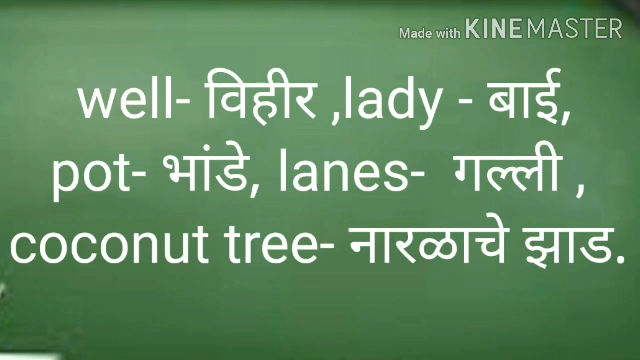 Made with KINEMASTER
well- विहीर ,lady - बाई,
pot- भांडे, lanes- गल्ली ,
coconut tree- नारळाचे झाड.